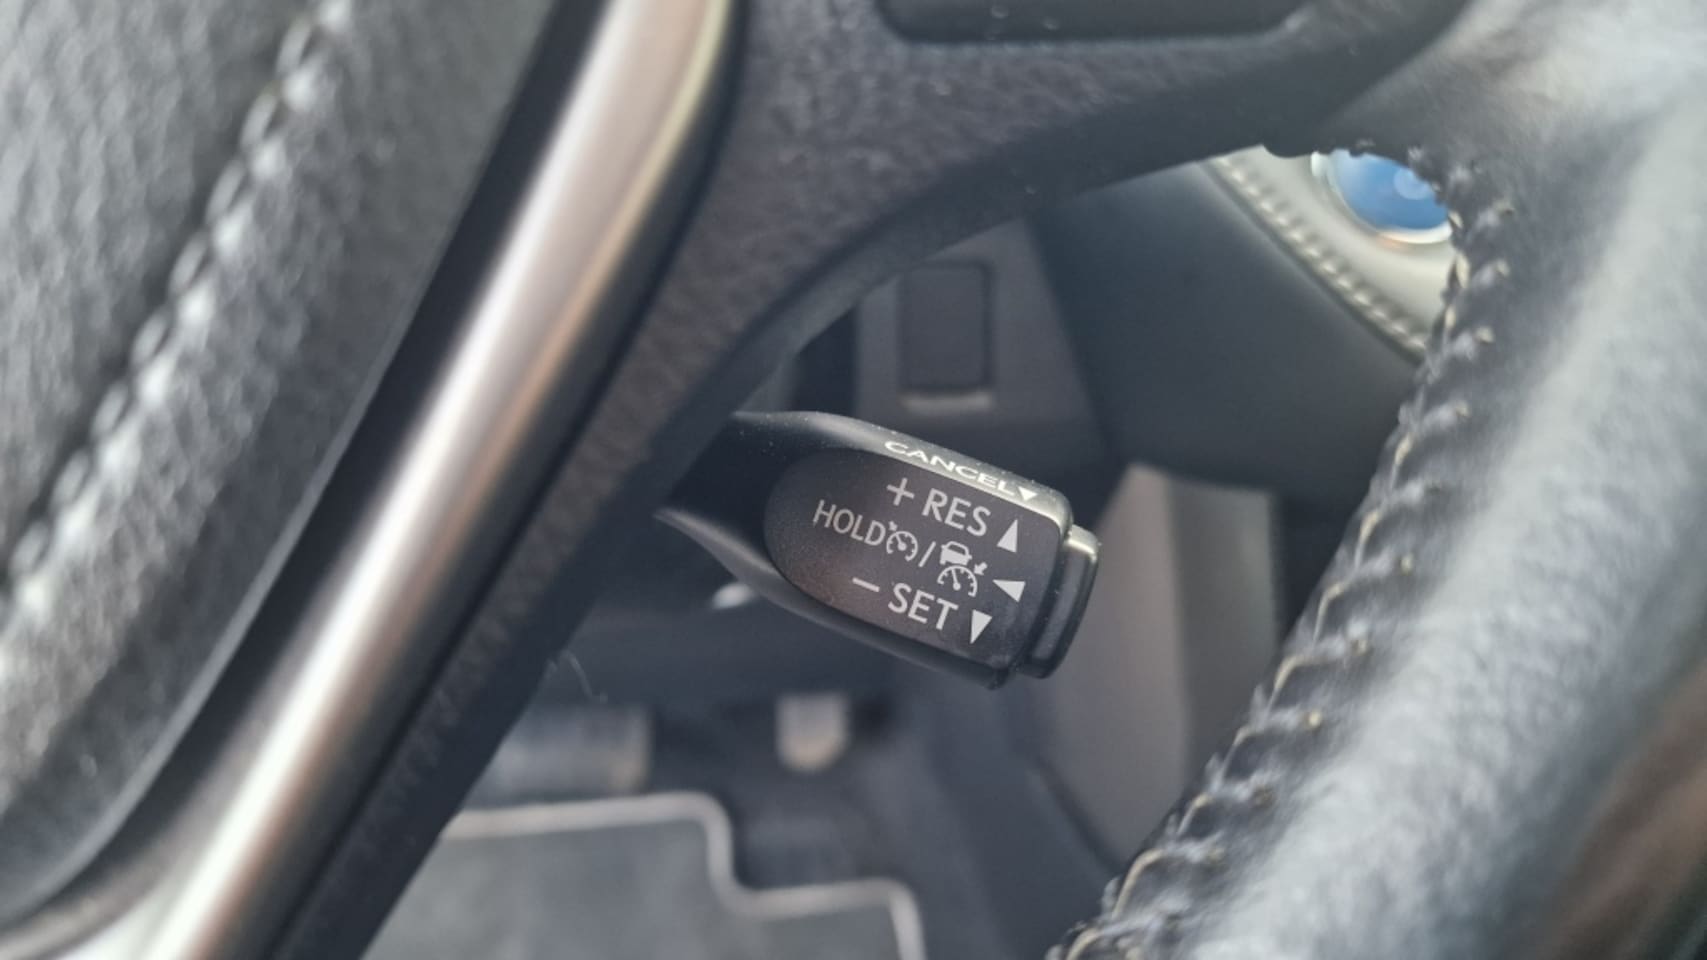 CANCEL▼
+ RES ▲
HOLD /
− SET ▼